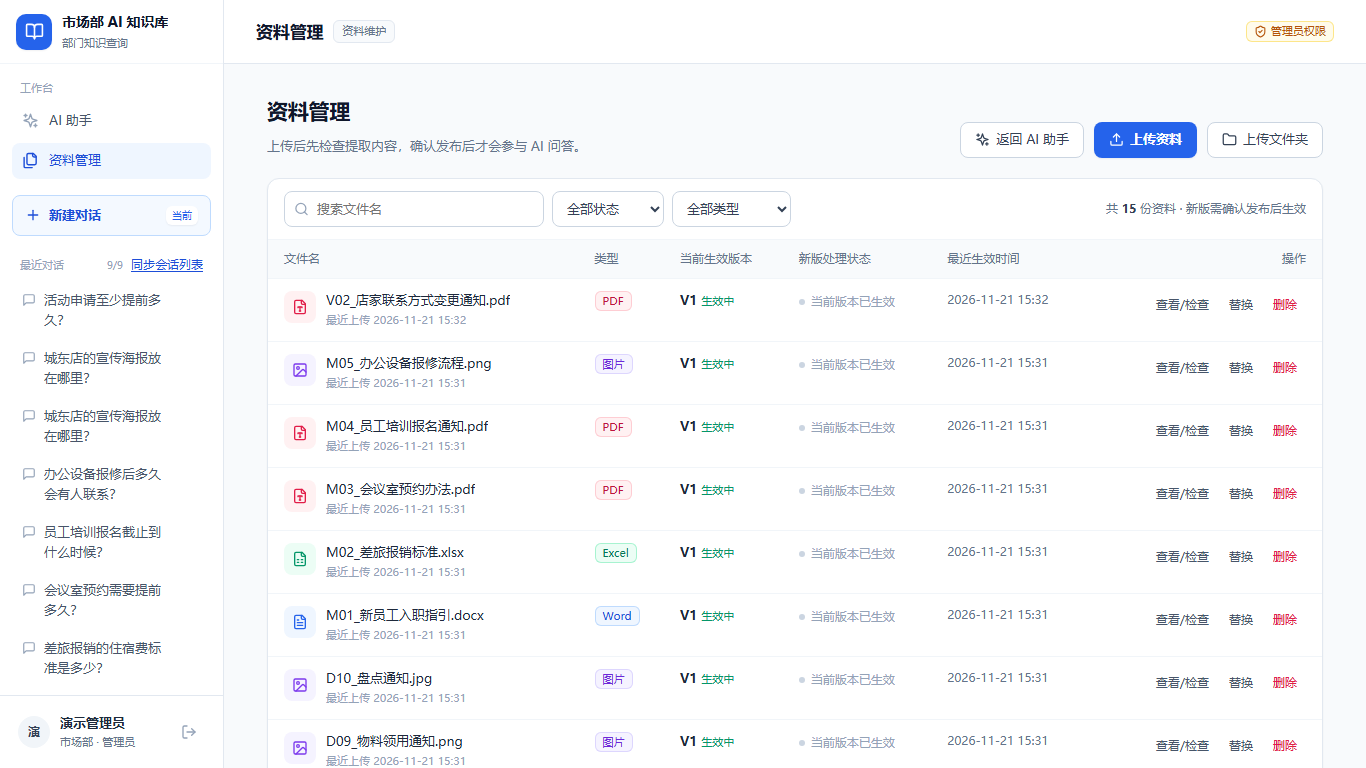 市场部 AI 知识库
部门知识查询
工作台
AI 助手
资料管理
新建对话 当前
最近对话 9/9 同步会话列表
活动申请至少提前多
久?
城东店的宣传海报放
在哪里?
城东店的宣传海报放
在哪里?
办公设备报修后多久
会有人联系?
员工培训报名截止到
什么时候?
会议室预约需要提前
多久?
差旅报销的住宿费标
准是多少?
演 演示管理员
市场部 · 管理员
资料管理 资料维护 管理员权限
资料管理
上传后先检查提取内容，确认发布后才会参与 AI 问答。
返回 AI 助手 上传资料 上传文件夹
搜索文件名 全部状态 全部类型 共 15 份资料 · 新版需确认发布后生效
文件名 类型 当前生效版本 新版处理状态 最近生效时间 操作
V02_店家联系方式变更通知.pdf PDF V1 生效中 当前版本已生效 2026-11-21 15:32 查看/检查 替换 删除
最近上传 2026-11-21 15:32
M05_办公设备报修流程.png 图片 V1 生效中 当前版本已生效 2026-11-21 15:31 查看/检查 替换 删除
最近上传 2026-11-21 15:31
M04_员工培训报名通知.pdf PDF V1 生效中 当前版本已生效 2026-11-21 15:31 查看/检查 替换 删除
最近上传 2026-11-21 15:31
M03_会议室预约办法.pdf PDF V1 生效中 当前版本已生效 2026-11-21 15:31 查看/检查 替换 删除
最近上传 2026-11-21 15:31
M02_差旅报销标准.xlsx Excel V1 生效中 当前版本已生效 2026-11-21 15:31 查看/检查 替换 删除
最近上传 2026-11-21 15:31
M01_新员工入职指引.docx Word V1 生效中 当前版本已生效 2026-11-21 15:31 查看/检查 替换 删除
最近上传 2026-11-21 15:31
D10_盘点通知.jpg 图片 V1 生效中 当前版本已生效 2026-11-21 15:31 查看/检查 替换 删除
最近上传 2026-11-21 15:31
D09_物料领用通知.png 图片 V1 生效中 当前版本已生效 2026-11-21 15:31 查看/检查 替换 删除
最近上传 2026-11-21 15:31